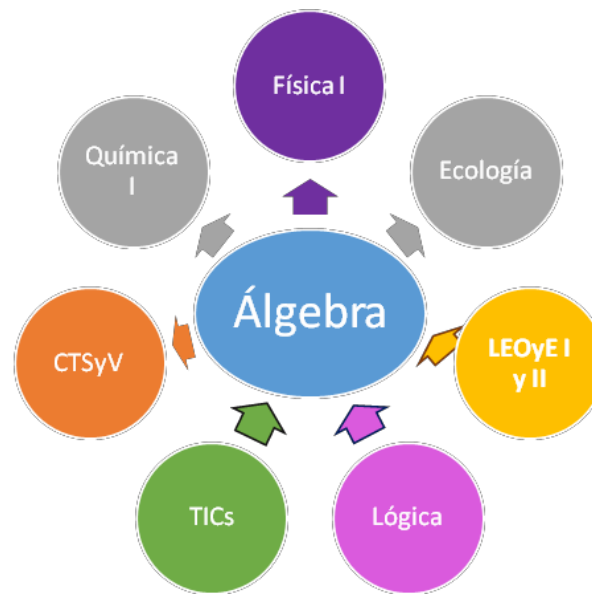 Física I
Química
I
Ecología
Álgebra
CTSyV
LEOyE I
y II
TICs
Lógica